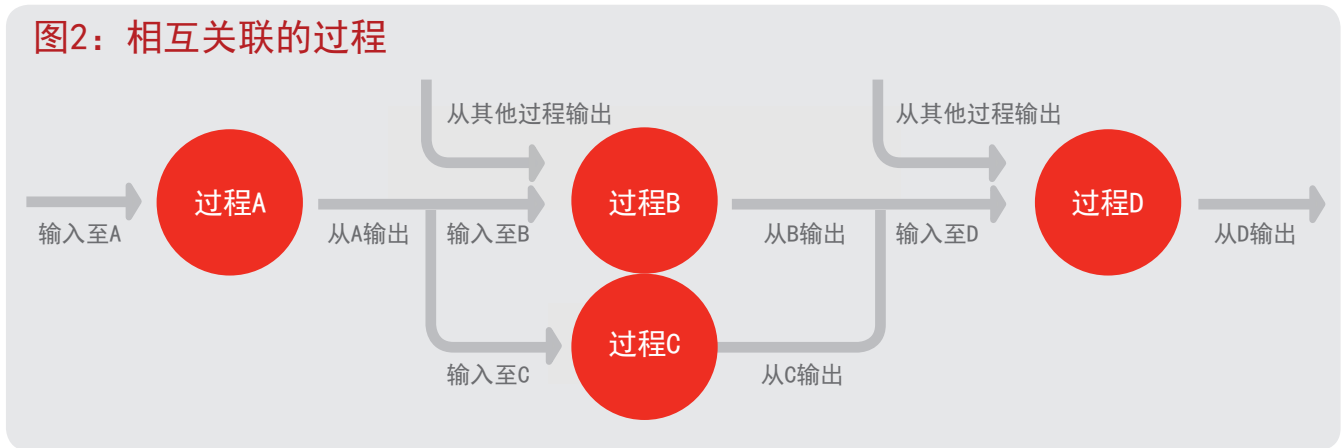 图2：相互关联的过程
从其他过程输出
从其他过程输出
过程A
过程B
过程D
输入至A
从A输出
输入至B
从B输出
输入至D
从D输出
过程C
输入至C
从C输出